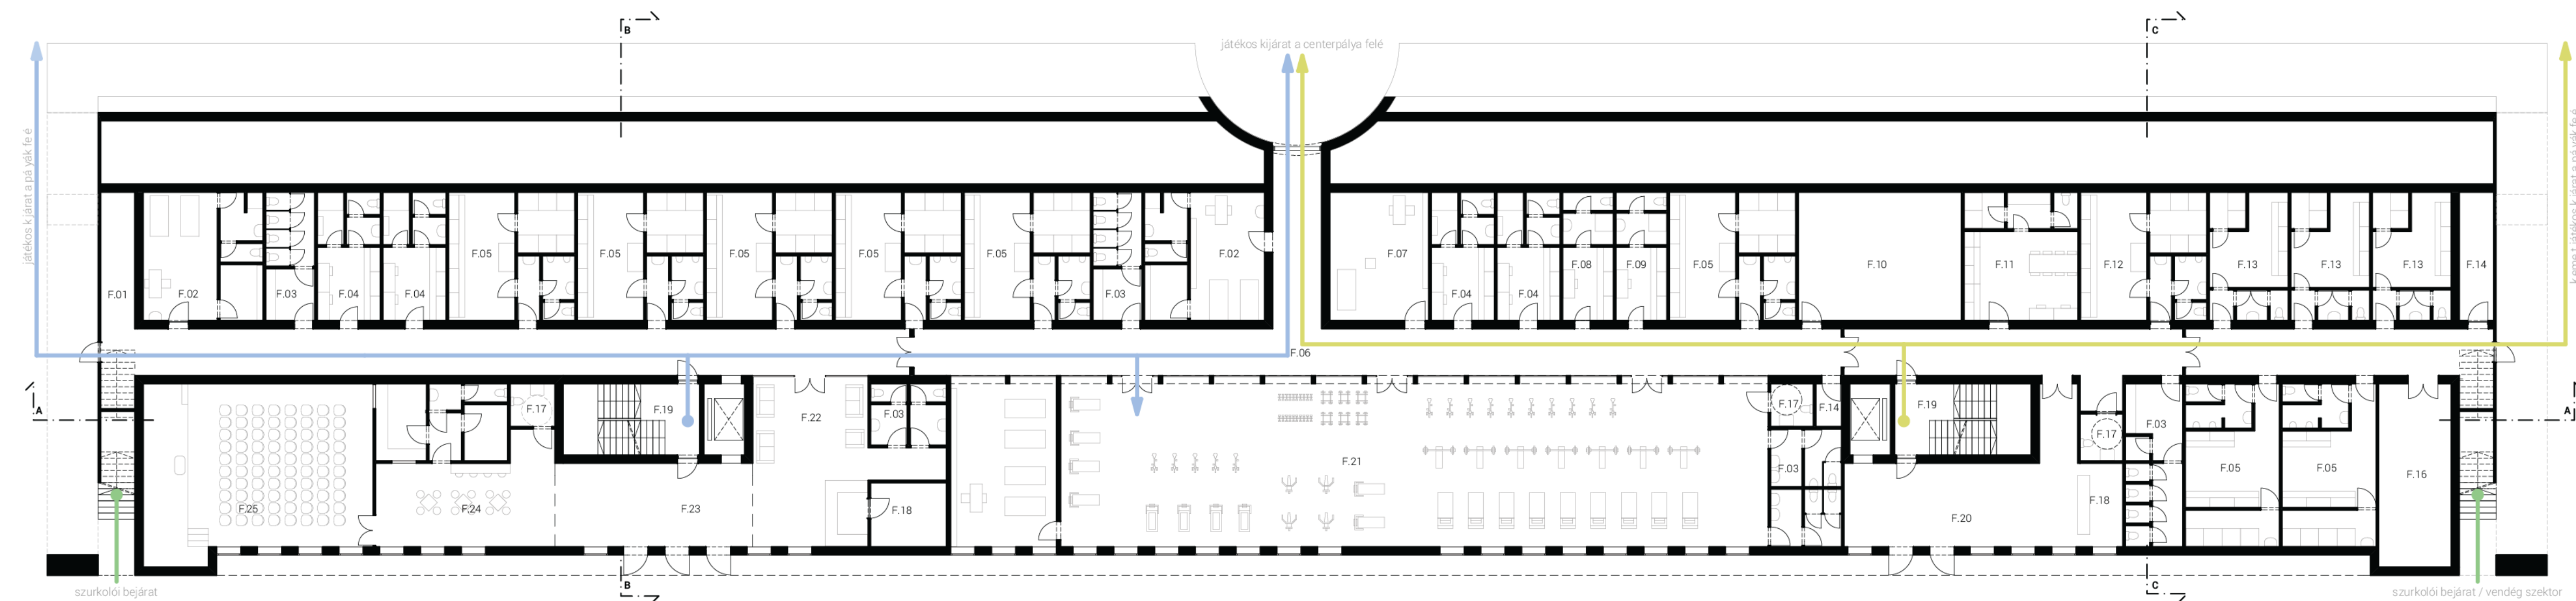 B
C
játékos kijárat a centerpálya felé
játékos k járat a pá yák fe é
F.01
F.02
F.03
F.04
F.04
F.05
F.05
F.05
F.05
F.05
F.03
F.02
F.07
F.04
F.04
F.08
F.09
F.05
F.10
F.11
F.12
F.13
F.13
F.13
F.14
F.06
A
F.25
F.24
F.17
F.19
F.23
F.22
F.03
F.18
F.21
F.17
F.14
F.03
F.19
F.20
F.17
F.18
F.03
F.05
F.05
F.16
A
B
C
szurkolói bejárat
szurkolói bejárat / vendég szektor